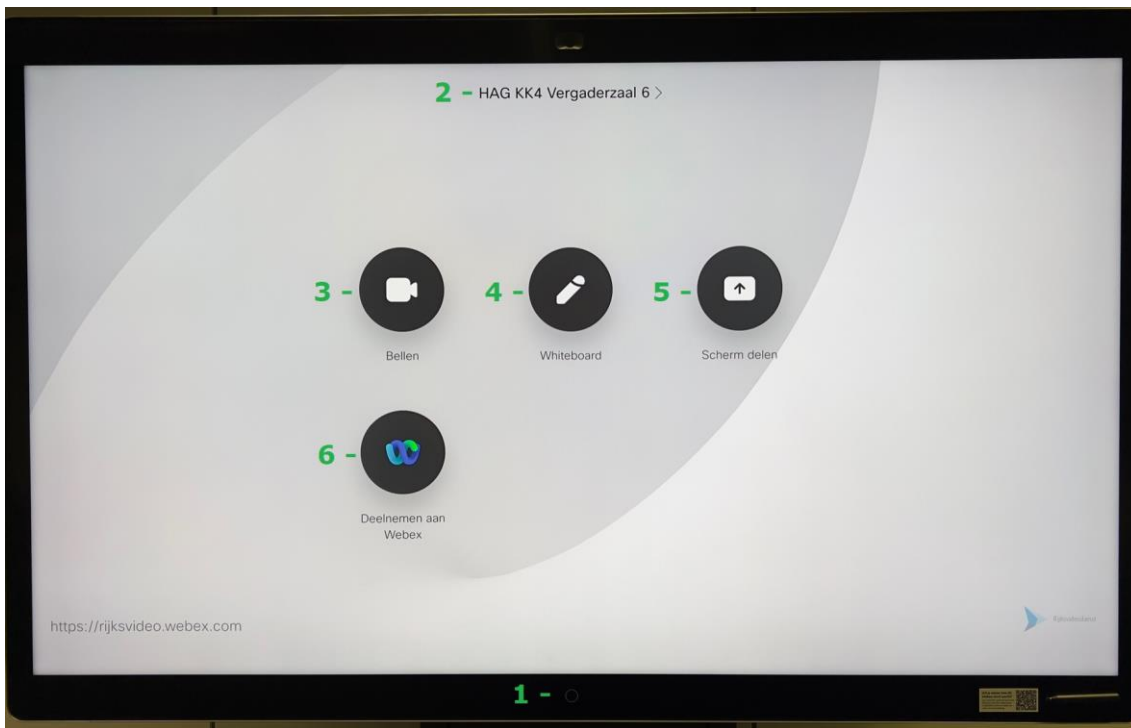 2 - HAG KK4 Vergaderzaal 6 >
3 -
4 -
5 -
Bellen
Whiteboard
Scherm delen
6 -
Deelnemen aan
Webex
https://rijksvideo.webex.com
1 -